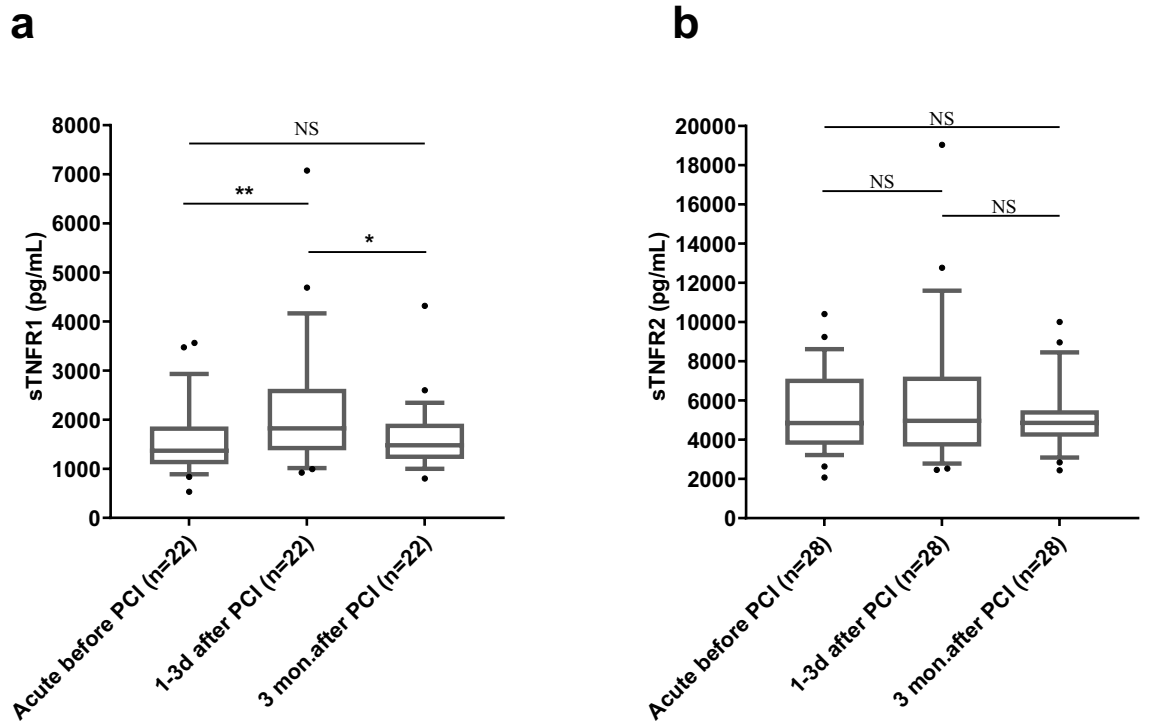 a
sTNFR1 (pg/mL)
8000
7000
6000
5000
4000
3000
2000
1000
0
NS
**
*
Acute before PCI (n=22)
1-3d after PCI (n=22)
3 mon.after PCI (n=22)
b
sTNFR2 (pg/mL)
20000
18000
16000
14000
12000
10000
8000
6000
4000
2000
0
NS
NS
NS
Acute before PCI (n=28)
1-3d after PCI (n=28)
3 mon.after PCI (n=28)